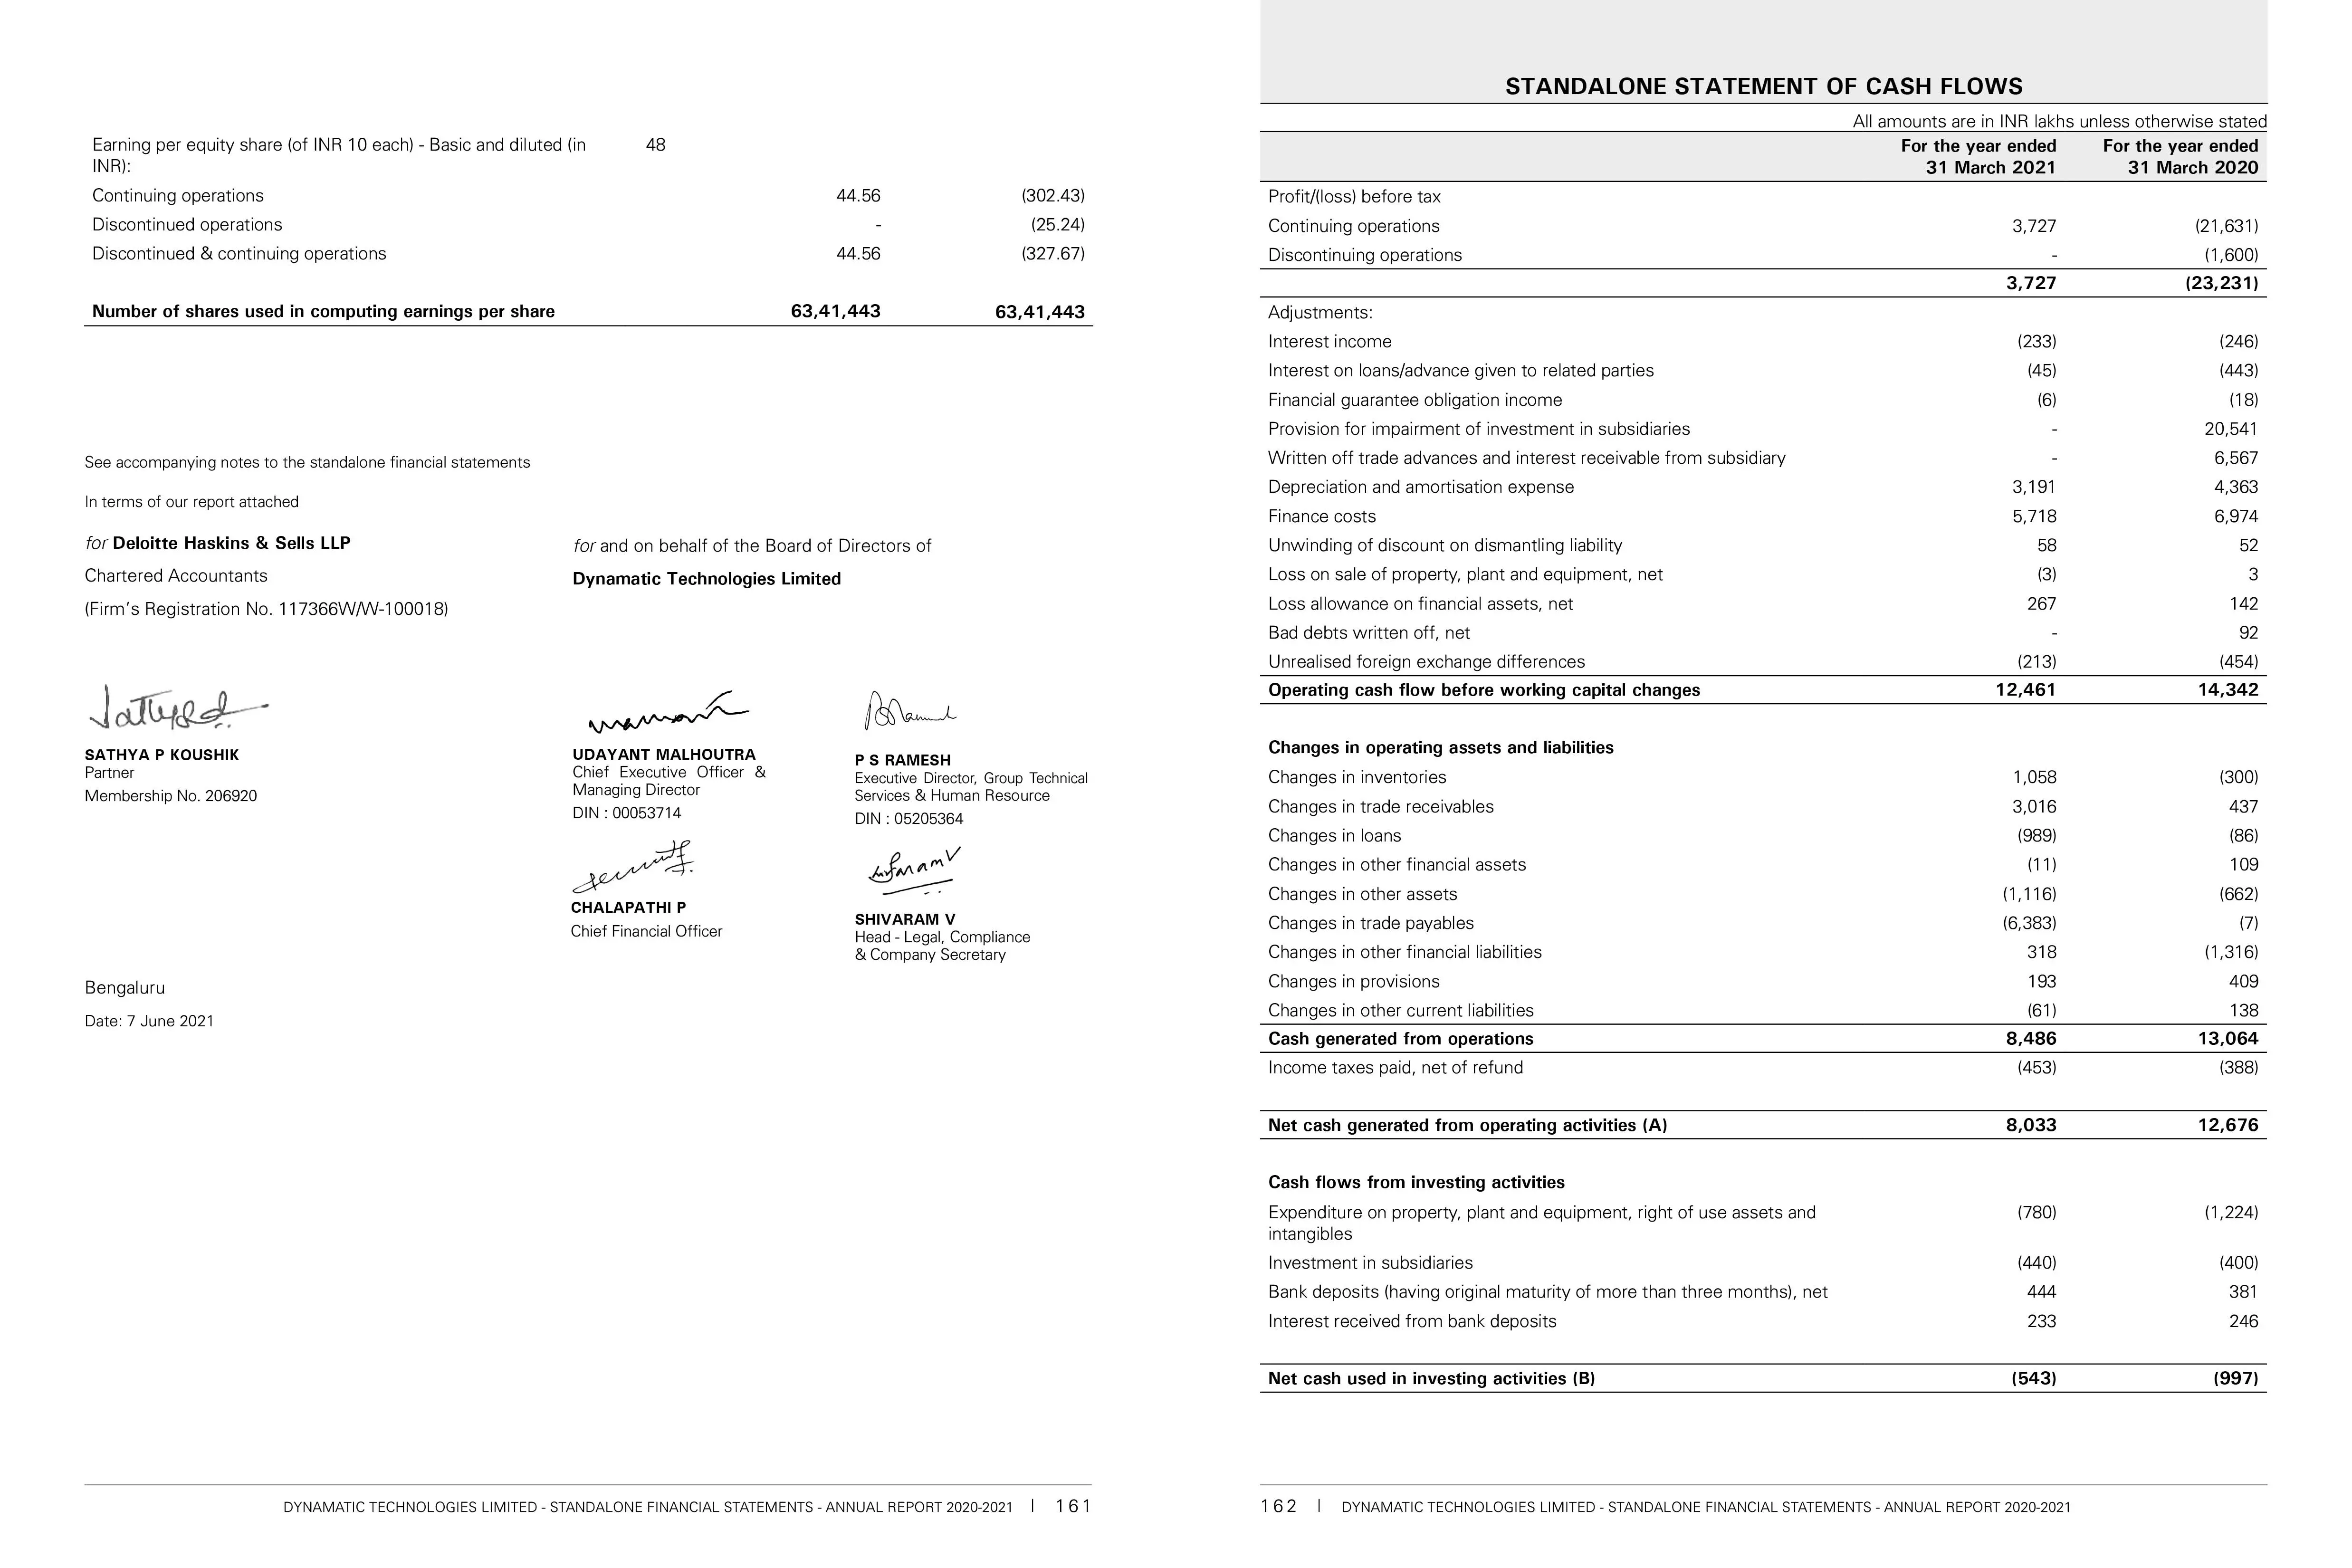 Earning per equity share (of INR 10 each) - Basic and diluted (in INR): 48
Continuing operations 44.56 (302.43)
Discontinued operations - (25.24)
Discontinued & continuing operations 44.56 (327.67)
Number of shares used in computing earnings per share 63,41,443 63,41,443
See accompanying notes to the standalone financial statements
In terms of our report attached
for Deloitte Haskins & Sells LLP
Chartered Accountants
(Firm's Registration No. 117366W/W-100018)
for and on behalf of the Board of Directors of
Dynamatic Technologies Limited
SATHYA P KOUSHIK
Partner
Membership No. 206920
UDAYANT MALHOUTRA
Chief Executive Officer &
Managing Director
DIN : 00053714
P S RAMESH
Executive Director, Group Technical
Services & Human Resource
DIN : 05205364
CHALAPATHI P
Chief Financial Officer
SHIVARAM V
Head - Legal, Compliance
& Company Secretary
Bengaluru
Date: 7 June 2021
DYNAMATIC TECHNOLOGIES LIMITED - STANDALONE FINANCIAL STATEMENTS - ANNUAL REPORT 2020-2021 | 161
STANDALONE STATEMENT OF CASH FLOWS
All amounts are in INR lakhs unless otherwise stated
For the year ended For the year ended
31 March 2021 31 March 2020
Profit/(loss) before tax
Continuing operations 3,727 (21,631)
Discontinuing operations - (1,600)
3,727 (23,231)
Adjustments:
Interest income (233) (246)
Interest on loans/advance given to related parties (45) (443)
Financial guarantee obligation income (6) (18)
Provision for impairment of investment in subsidiaries - 20,541
Written off trade advances and interest receivable from subsidiary - 6,567
Depreciation and amortisation expense 3,191 4,363
Finance costs 5,718 6,974
Unwinding of discount on dismantling liability 58 52
Loss on sale of property, plant and equipment, net (3) 3
Loss allowance on financial assets, net 267 142
Bad debts written off, net - 92
Unrealised foreign exchange differences (213) (454)
Operating cash flow before working capital changes 12,461 14,342
Changes in operating assets and liabilities
Changes in inventories 1,058 (300)
Changes in trade receivables 3,016 437
Changes in loans (989) (86)
Changes in other financial assets (11) 109
Changes in other assets (1,116) (662)
Changes in trade payables (6,383) (7)
Changes in other financial liabilities 318 (1,316)
Changes in provisions 193 409
Changes in other current liabilities (61) 138
Cash generated from operations 8,486 13,064
Income taxes paid, net of refund (453) (388)
Net cash generated from operating activities (A) 8,033 12,676
Cash flows from investing activities
Expenditure on property, plant and equipment, right of use assets and (780) (1,224)
intangibles
Investment in subsidiaries (440) (400)
Bank deposits (having original maturity of more than three months), net 444 381
Interest received from bank deposits 233 246
Net cash used in investing activities (B) (543) (997)
162 | DYNAMATIC TECHNOLOGIES LIMITED - STANDALONE FINANCIAL STATEMENTS - ANNUAL REPORT 2020-2021